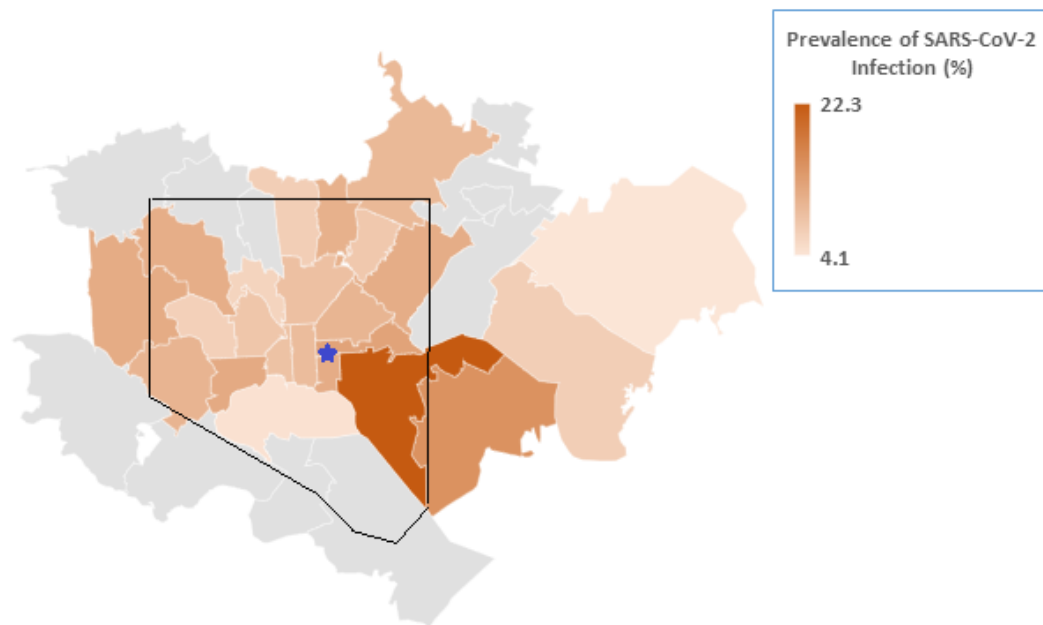 Prevalence of SARS-CoV-2
Infection (%)
22.3
4.1